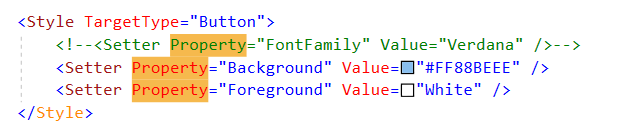 <Style TargetType="Button">
<!--<Setter Property="FontFamily" Value="Verdana" />-->
<Setter Property="Background" Value="#FF88BEEE" />
<Setter Property="Foreground" Value="White" />
</Style>